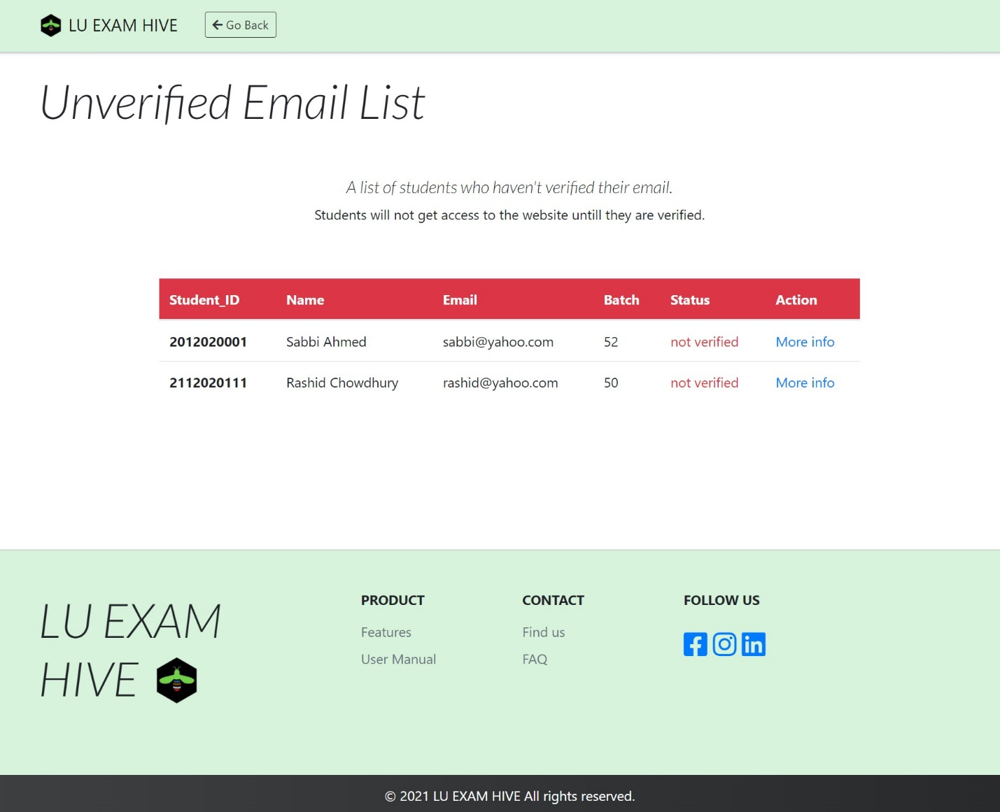 LU EXAM HIVE Go Back
Unverified Email List
A list of students who haven't verified their email.
Students will not get access to the website untill they are verified.
Student_ID Name Email Batch Status Action
2012020001 Sabbi Ahmed sabbi@yahoo.com 52 not verified More info
2112020111 Rashid Chowdhury rashid@yahoo.com 50 not verified More info
LU EXAM
HIVE
PRODUCT
Features
User Manual
CONTACT
Find us
FAQ
FOLLOW US
© 2021 LU EXAM HIVE All rights reserved.